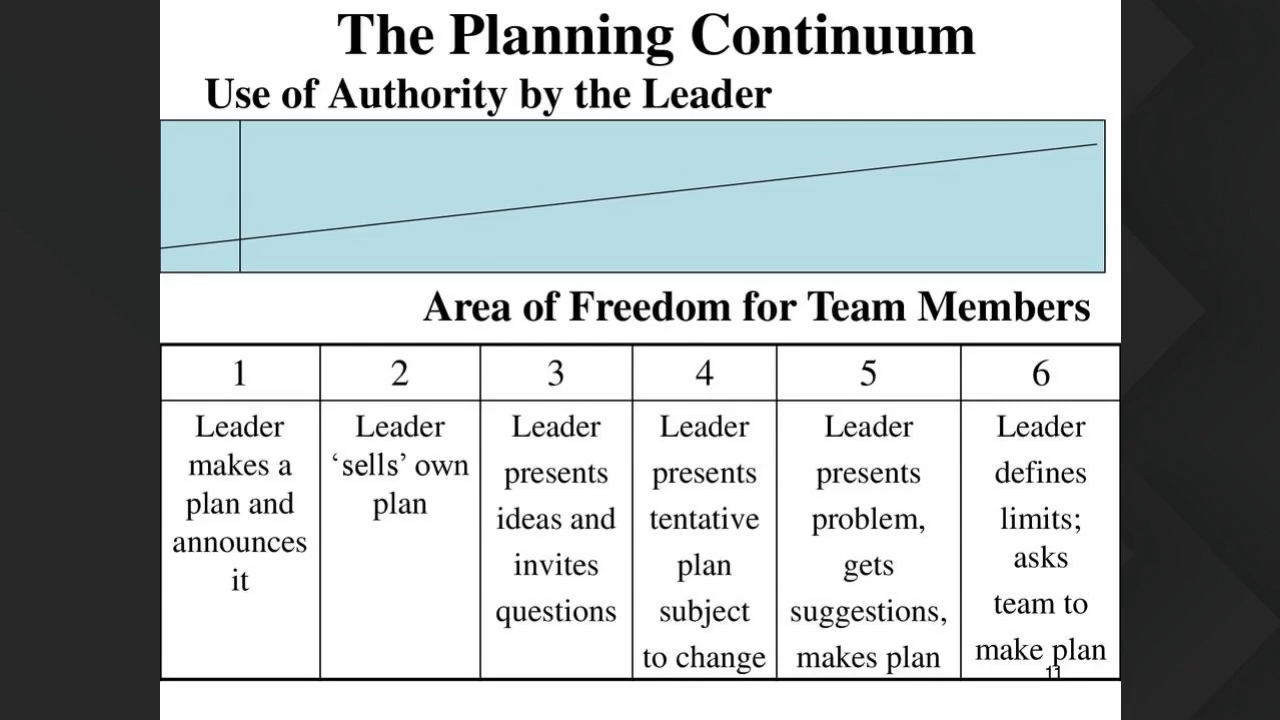 The Planning Continuum
Use of Authority by the Leader
Area of Freedom for Team Members
1
2
3
4
5
6
Leader
makes a
plan and
announces
it
Leader
‘sells’ own
plan
Leader
presents
ideas and
invites
questions
Leader
presents
tentative
plan
subject
to change
Leader
presents
problem,
gets
suggestions,
makes plan
Leader
defines
limits;
asks
team to
make plan
11